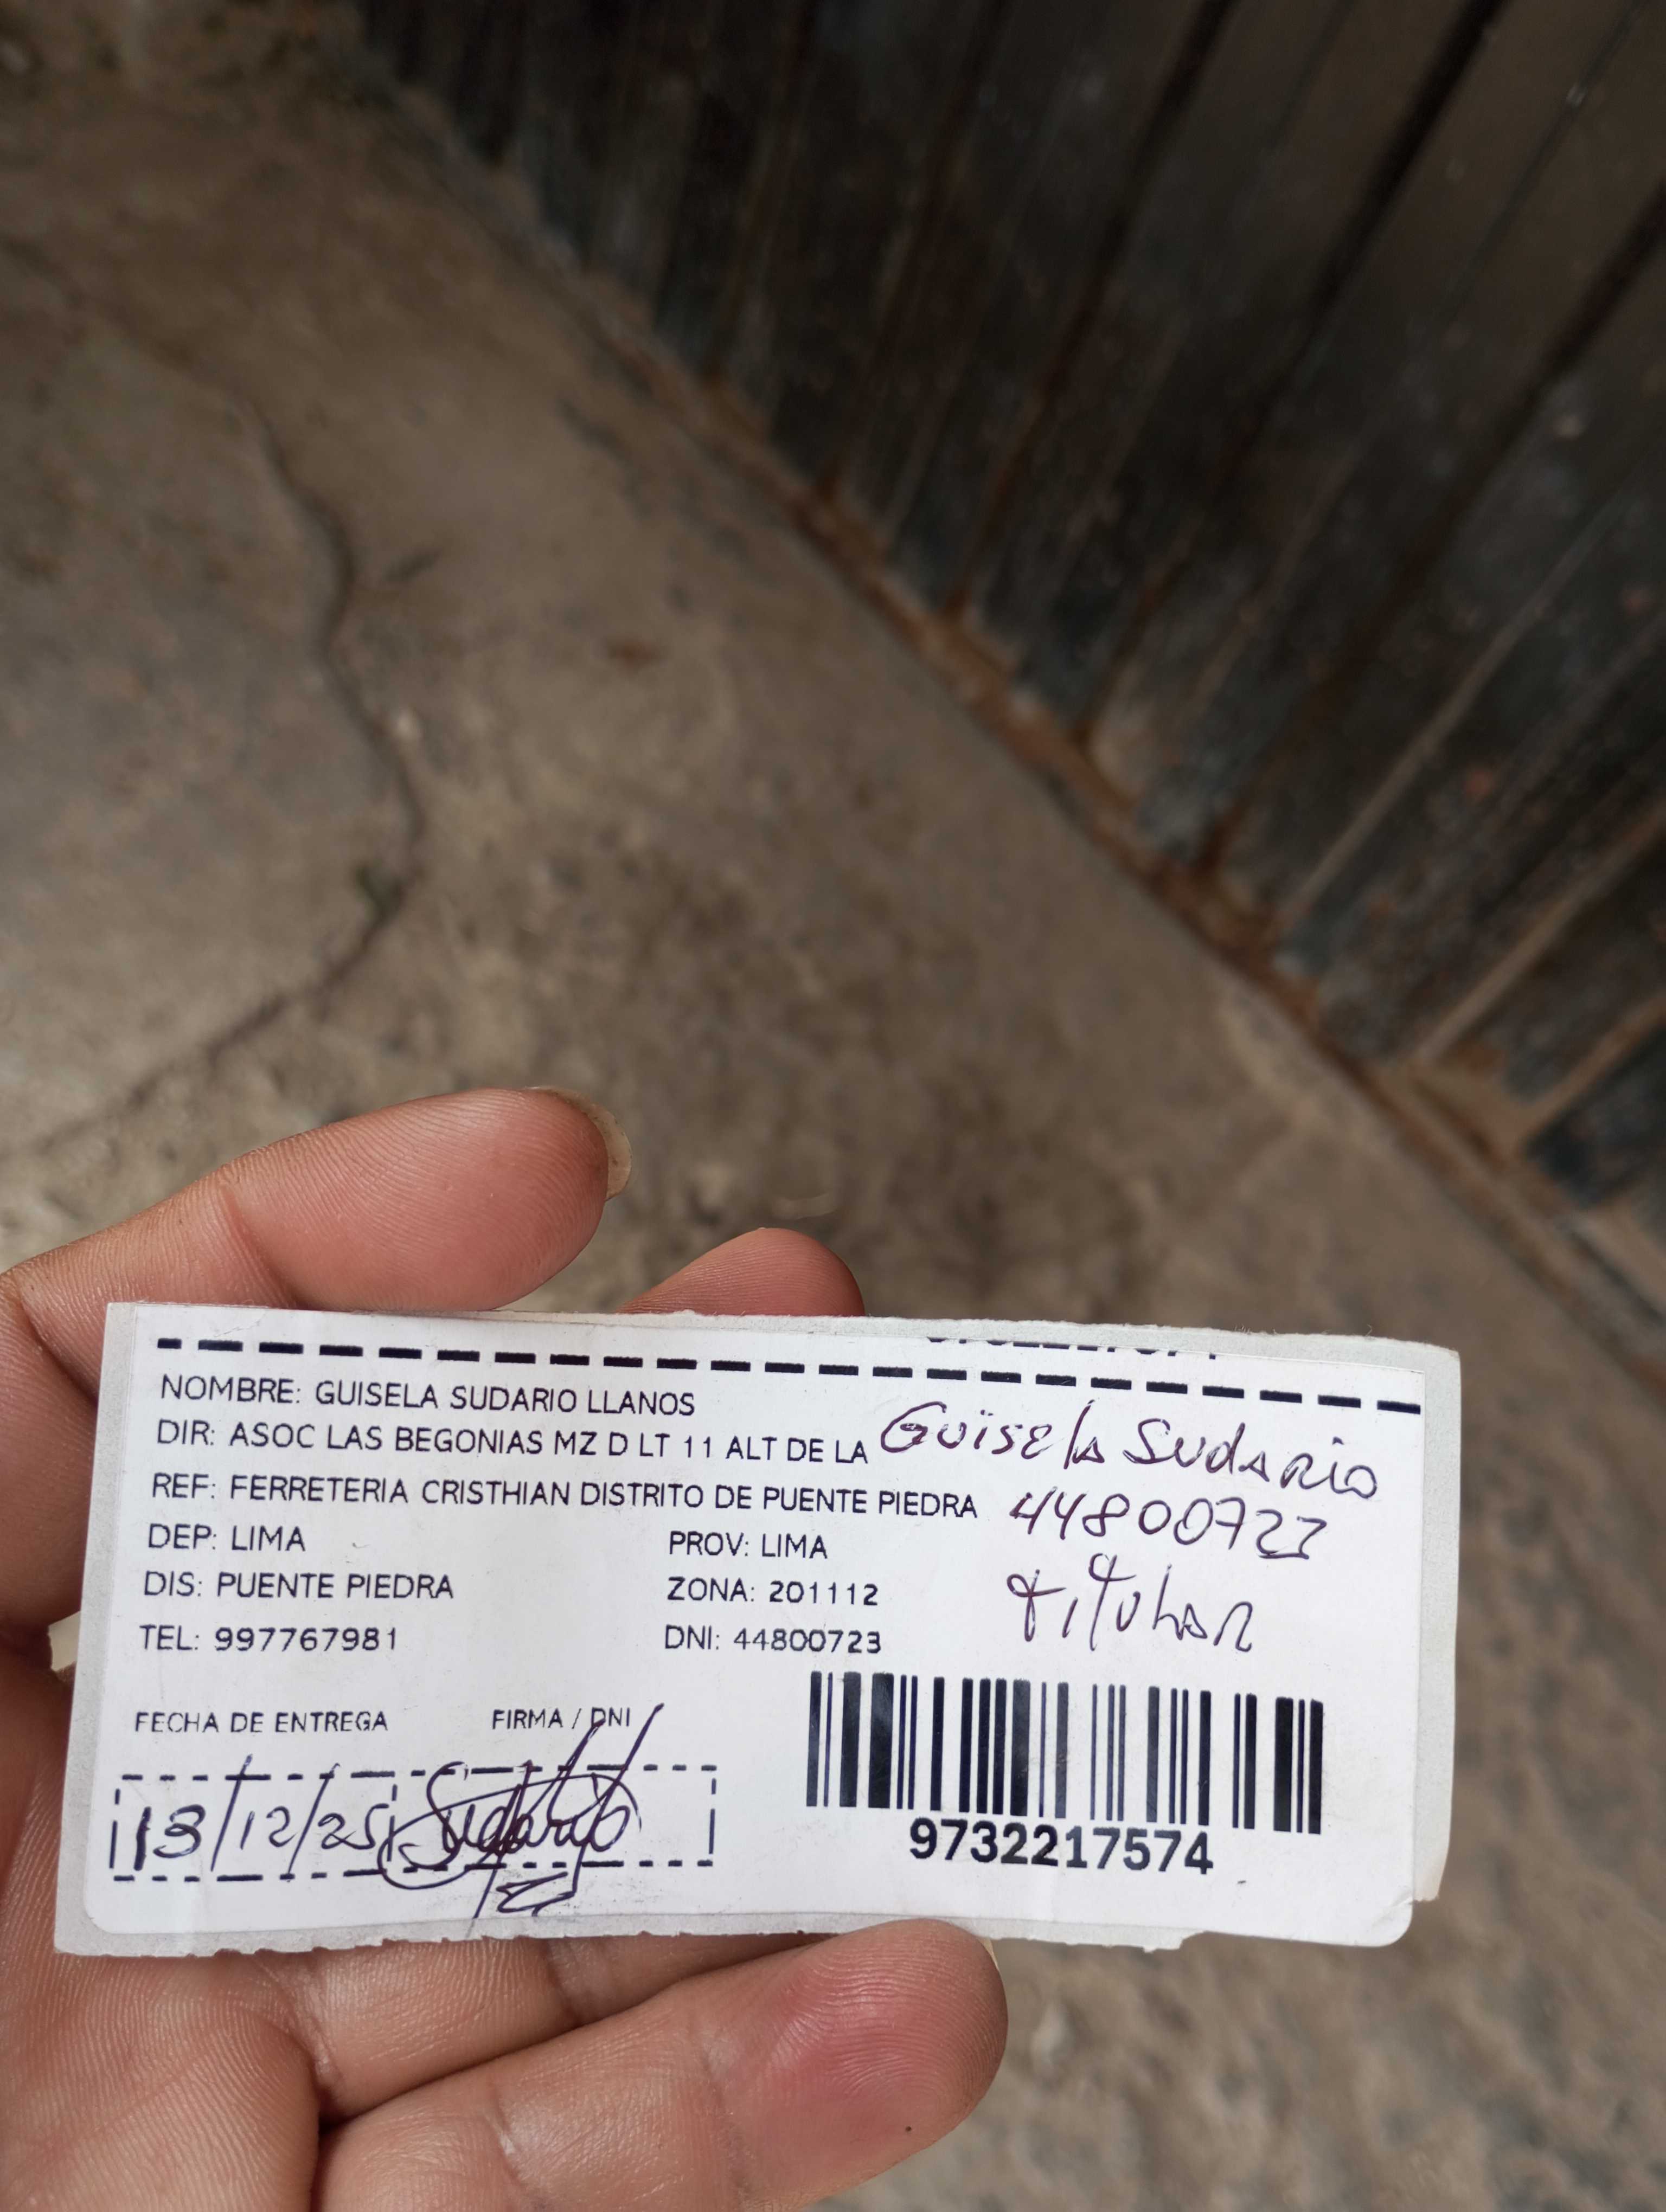 NOMBRE: GUISELA SUDARIO LLANOS
DIR: ASOC LAS BEGONIAS MZ D LT 11 ALT DE LA
Guisela Sudario
REF: FERRETERIA CRISTHIAN DISTRITO DE PUENTE PIEDRA
44800723
DEP: LIMA PROV: LIMA
titular
DIS: PUENTE PIEDRA ZONA: 201112
TEL: 997767981 DNI: 44800723
FECHA DE ENTREGA FIRMA / DNI
13/12/25 Sudario
9732217574